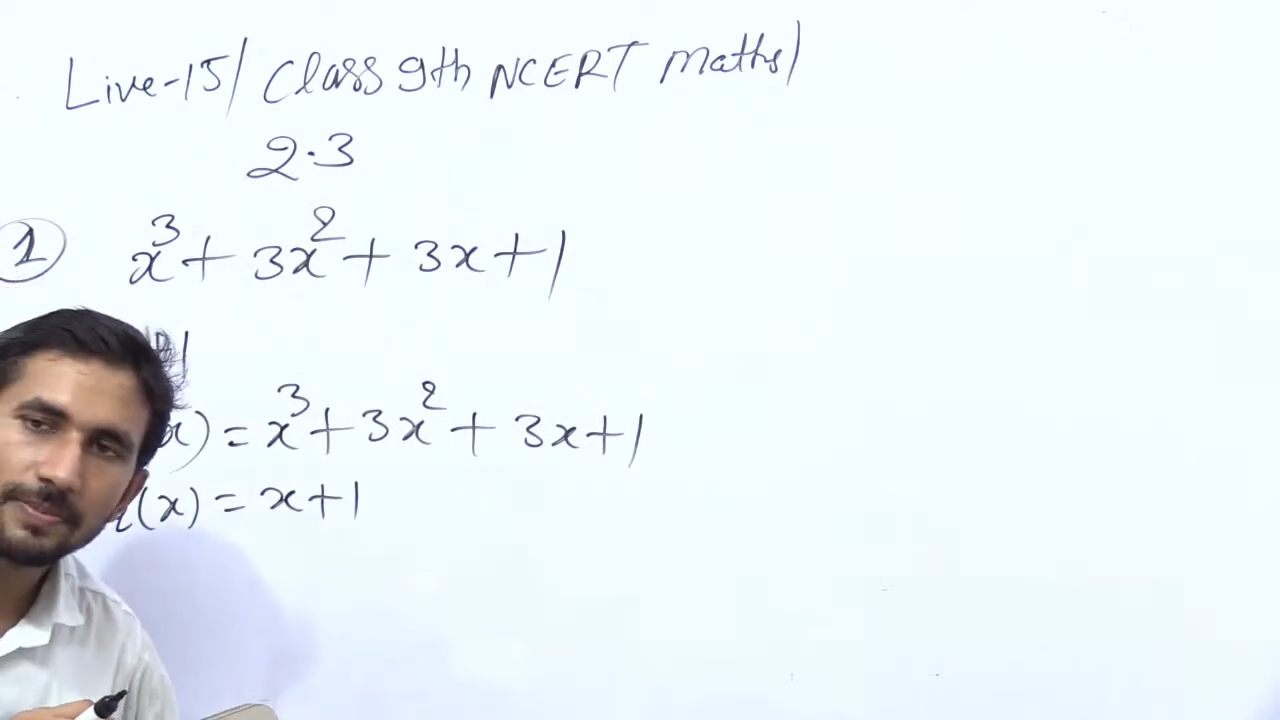 Live-15/ Class 9th NCERT Maths/
2.3
1 x³ + 3x² + 3x + 1
x) = x³ + 3x² + 3x + 1
(x) = x + 1